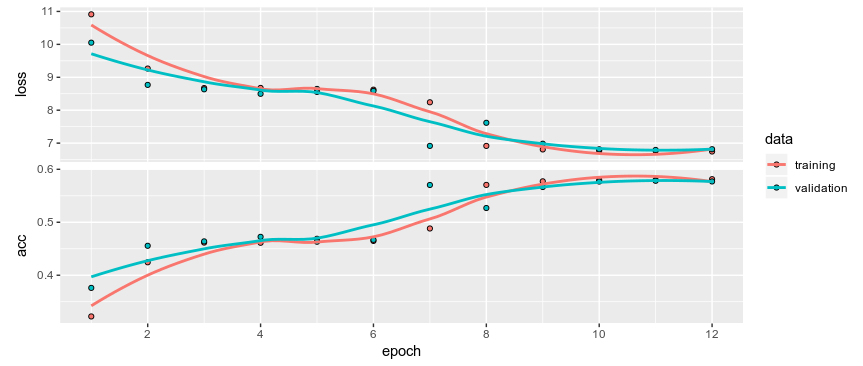 11
10
9
8
7
loss
0.6
0.5
0.4
acc
2 4 6 8 10 12
epoch
data
training
validation